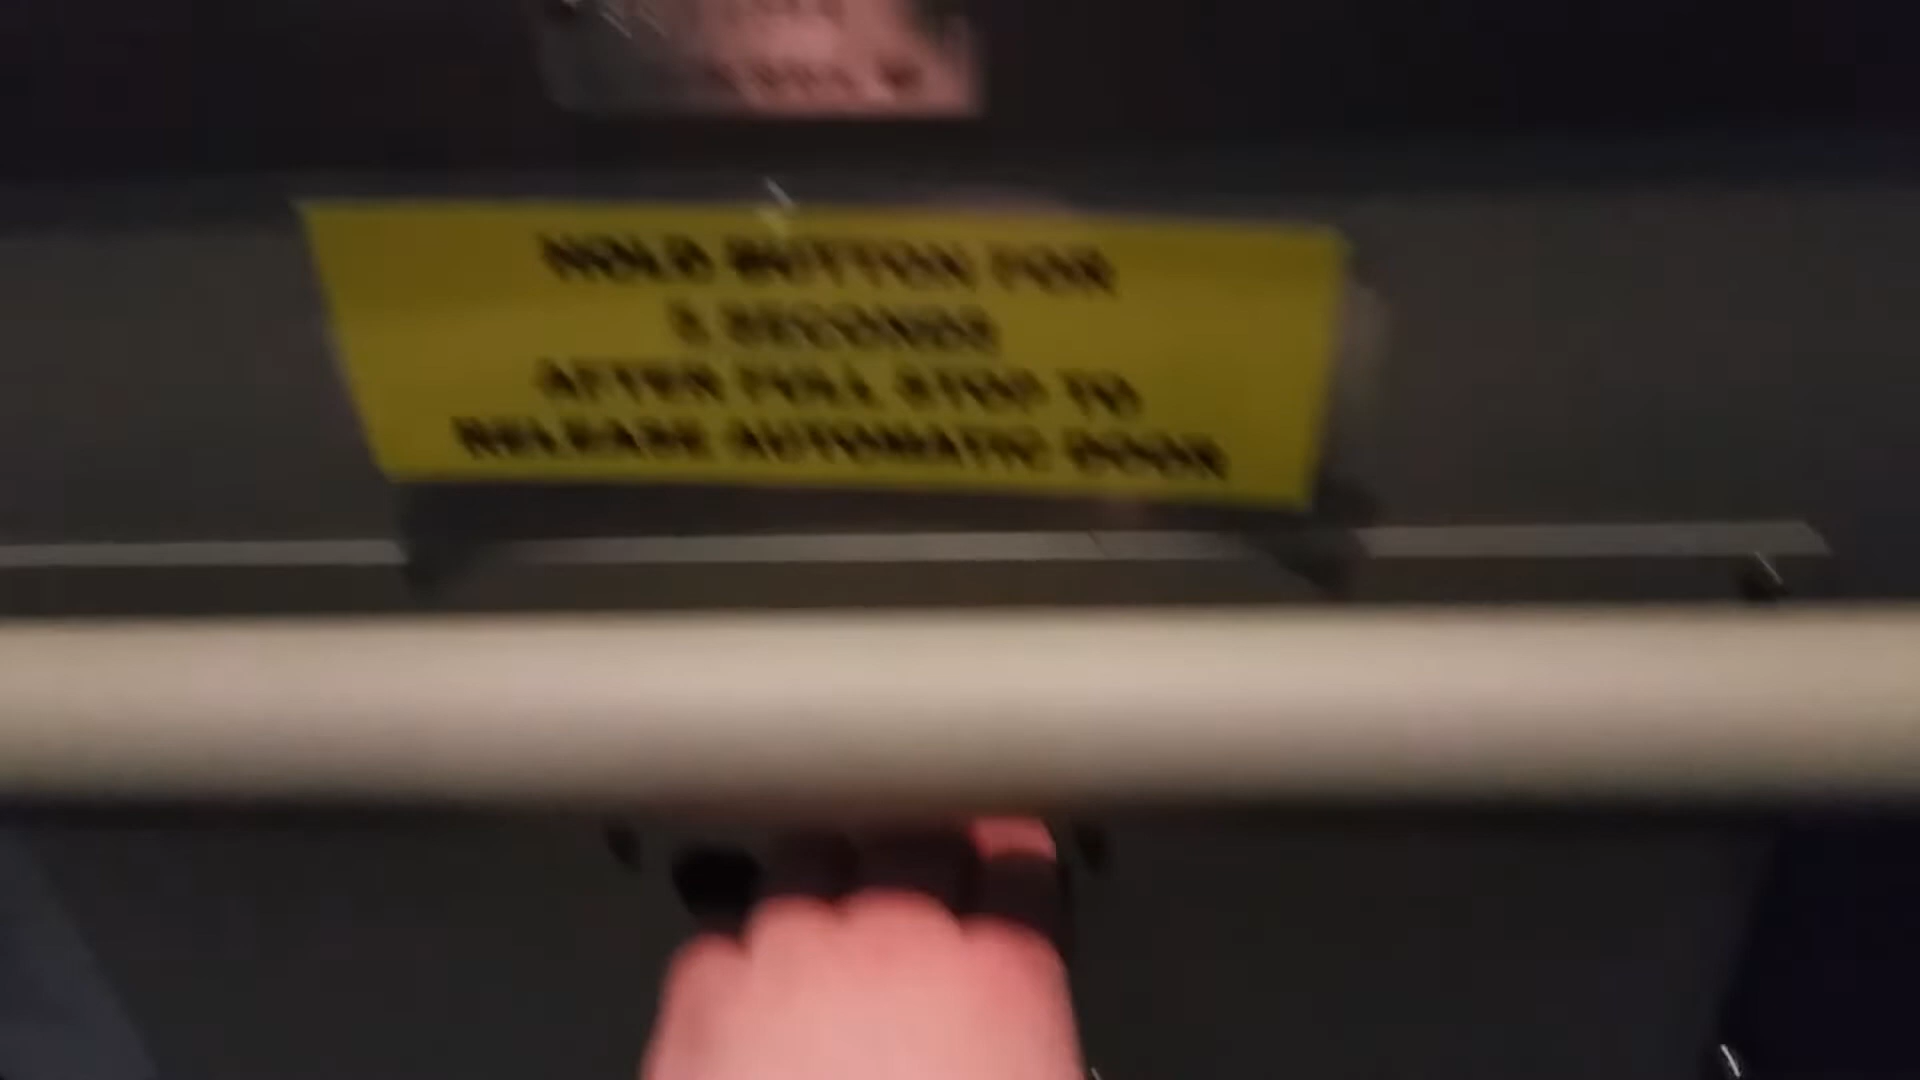 HOLD BUTTON FOR
SECONDS
AFTER FULL STOP TO
RELEASE AUTOMATIC DOOR